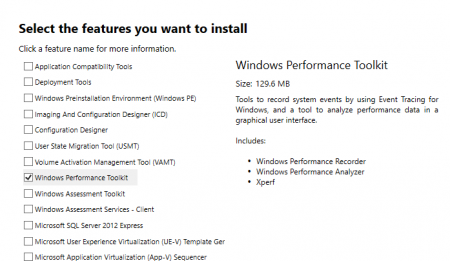 Select the features you want to install
Click a feature name for more information.
Application Compatibility Tools
Deployment Tools
Windows Preinstallation Environment (Windows PE)
Imaging And Configuration Designer (ICD)
Configuration Designer
User State Migration Tool (USMT)
Volume Activation Management Tool (VAMT)
Windows Performance Toolkit
Windows Assessment Toolkit
Windows Assessment Services - Client
Microsoft SQL Server 2012 Express
Microsoft User Experience Virtualization (UE-V) Template Ger
Microsoft Application Virtualization (App-V) Sequencer
Windows Performance Toolkit
Size: 129.6 MB
Tools to record system events by using Event Tracing for
Windows, and a tool to analyze performance data in a
graphical user interface.
Includes:
• Windows Performance Recorder
• Windows Performance Analyzer
• Xperf